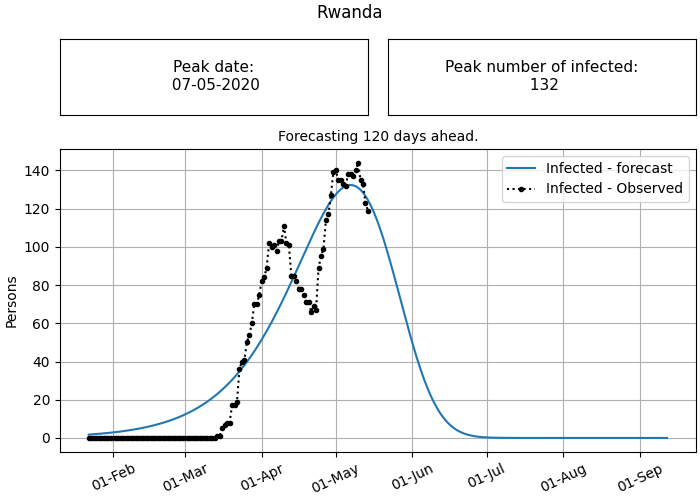 Rwanda
Peak date:
07-05-2020
Peak number of infected:
132
Forecasting 120 days ahead.
Infected - forecast
Infected - Observed
Persons
140
120
100
80
60
40
20
0
01-Feb
01-Mar
01-Apr
01-May
01-Jun
01-Jul
01-Aug
01-Sep